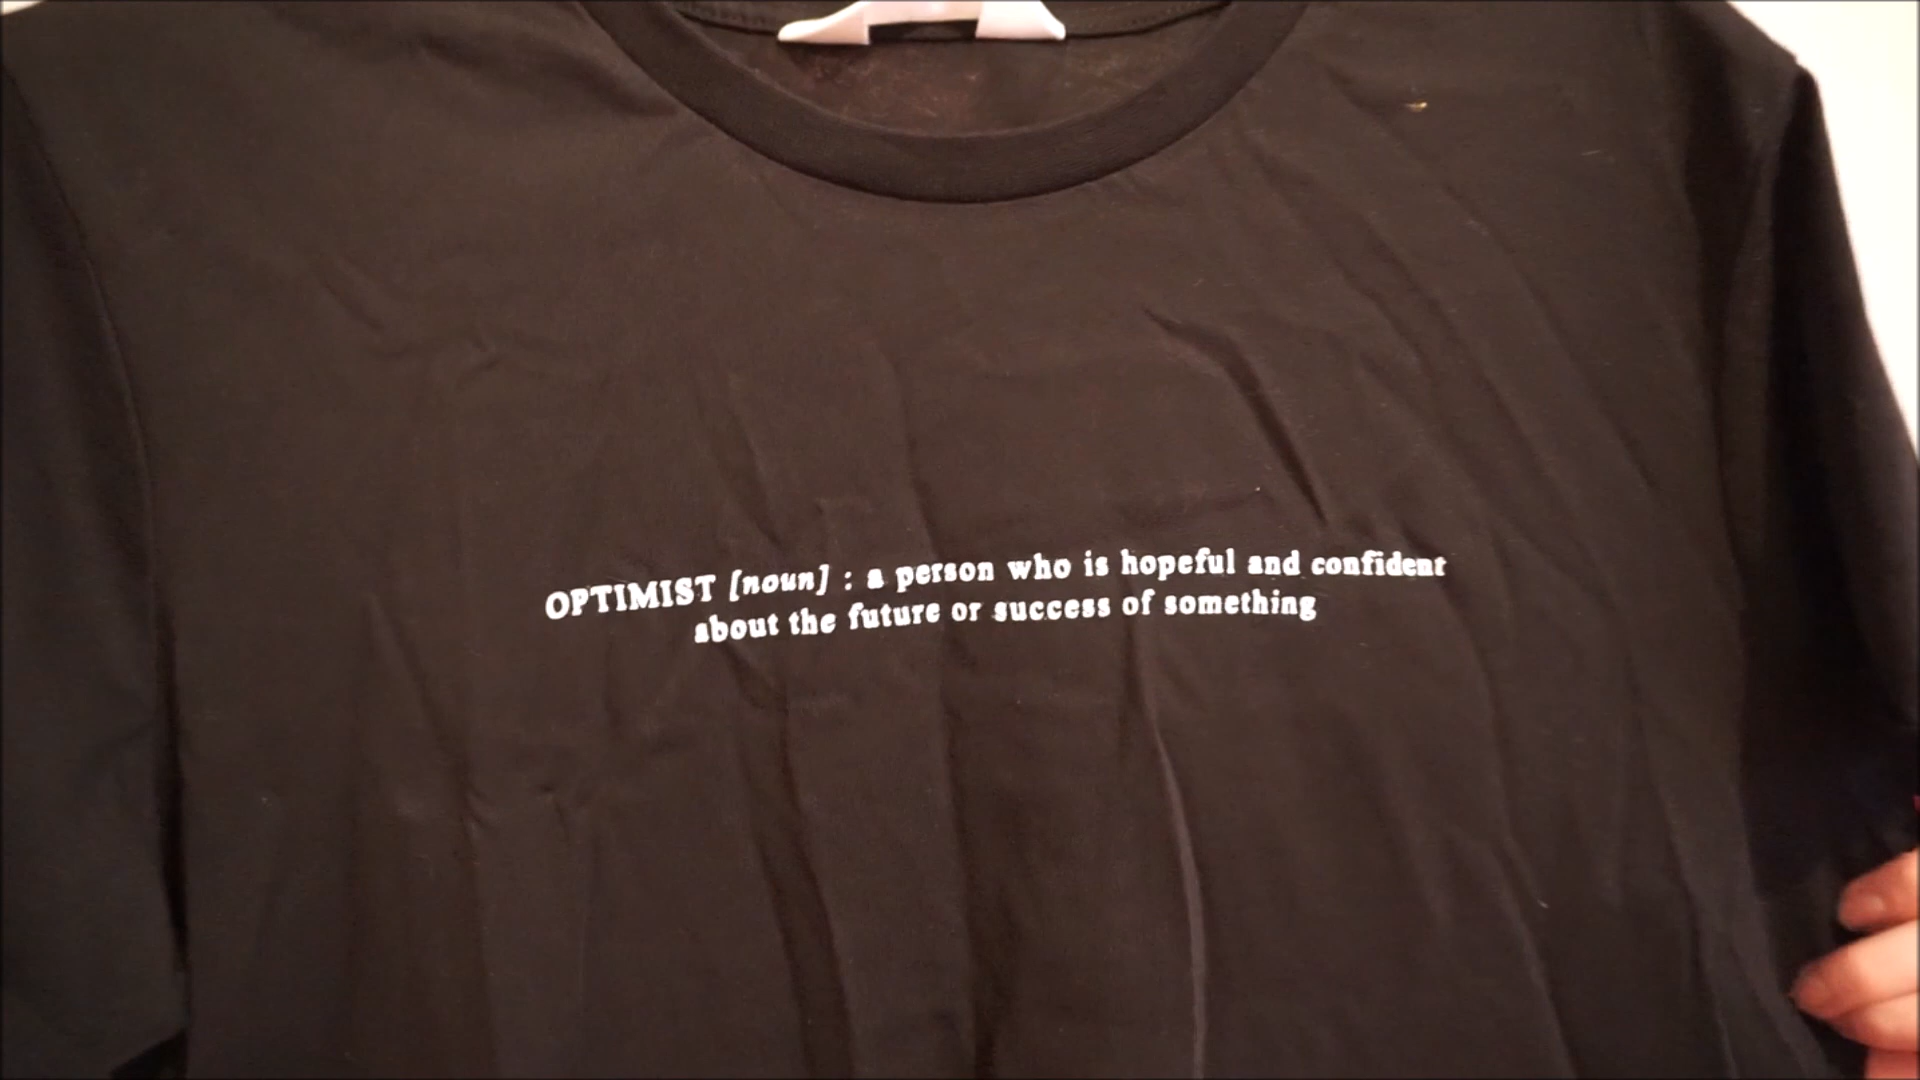 OPTIMIST [noun] : a person who is hopeful and confident
about the future or success of something